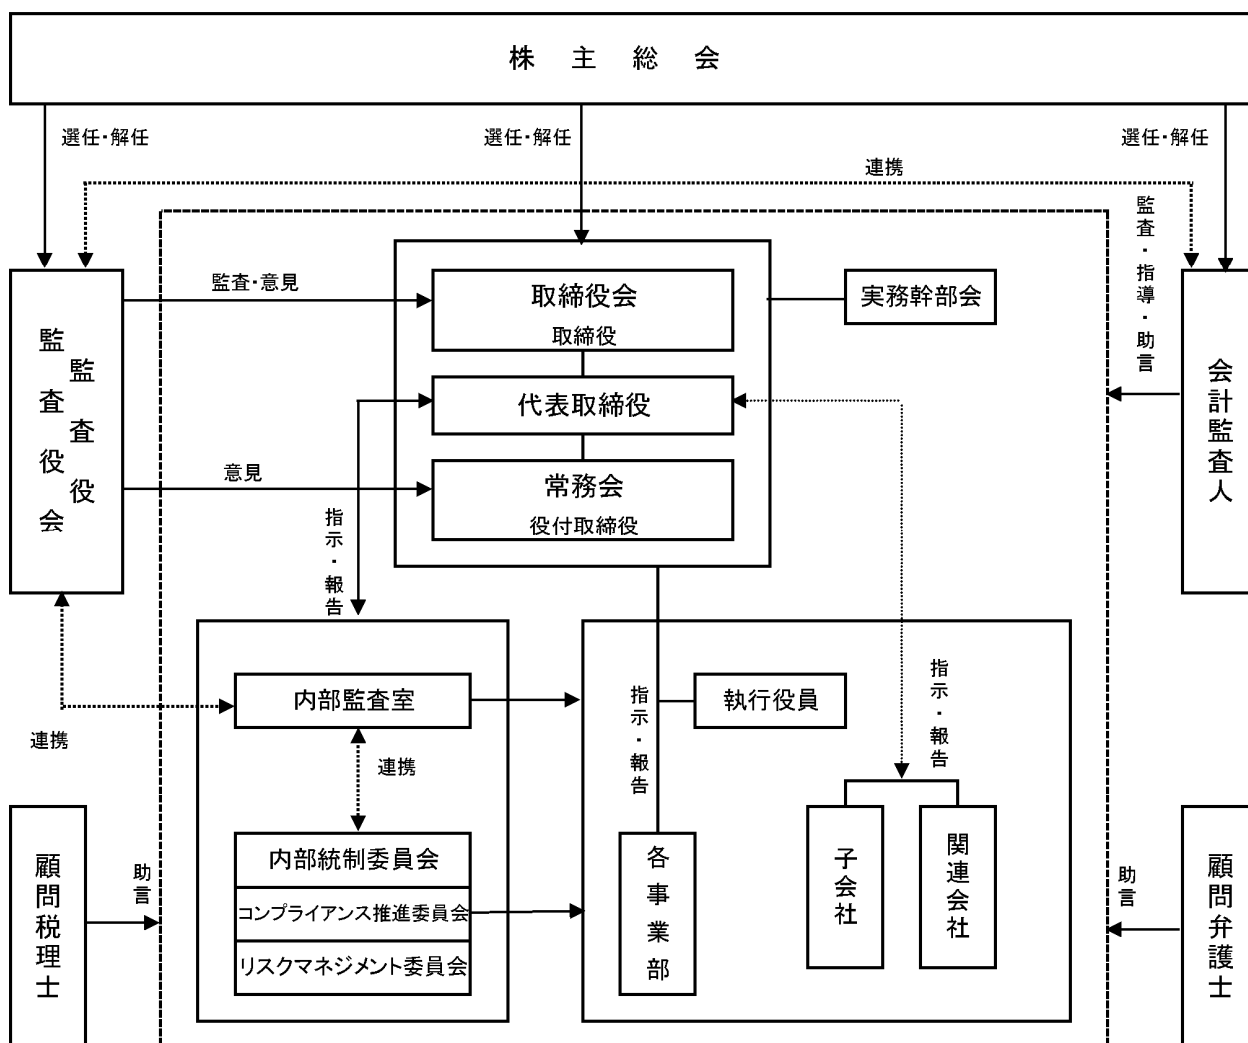 株主総会
選任・解任
選任・解任
選任・解任
連携
監査・指導・助言
監査役会
監査役
監査・意見
取締役会
取締役
実務幹部会
代表取締役
会計監査人
意見
常務会
役付取締役
指示・報告
内部監査室
執行役員
指示・報告
指示・報告
連携
連携
内部統制委員会
コンプライアンス推進委員会
リスクマネジメント委員会
各事業部
子会社
関連会社
顧問税理士
助言
助言
顧問弁護士